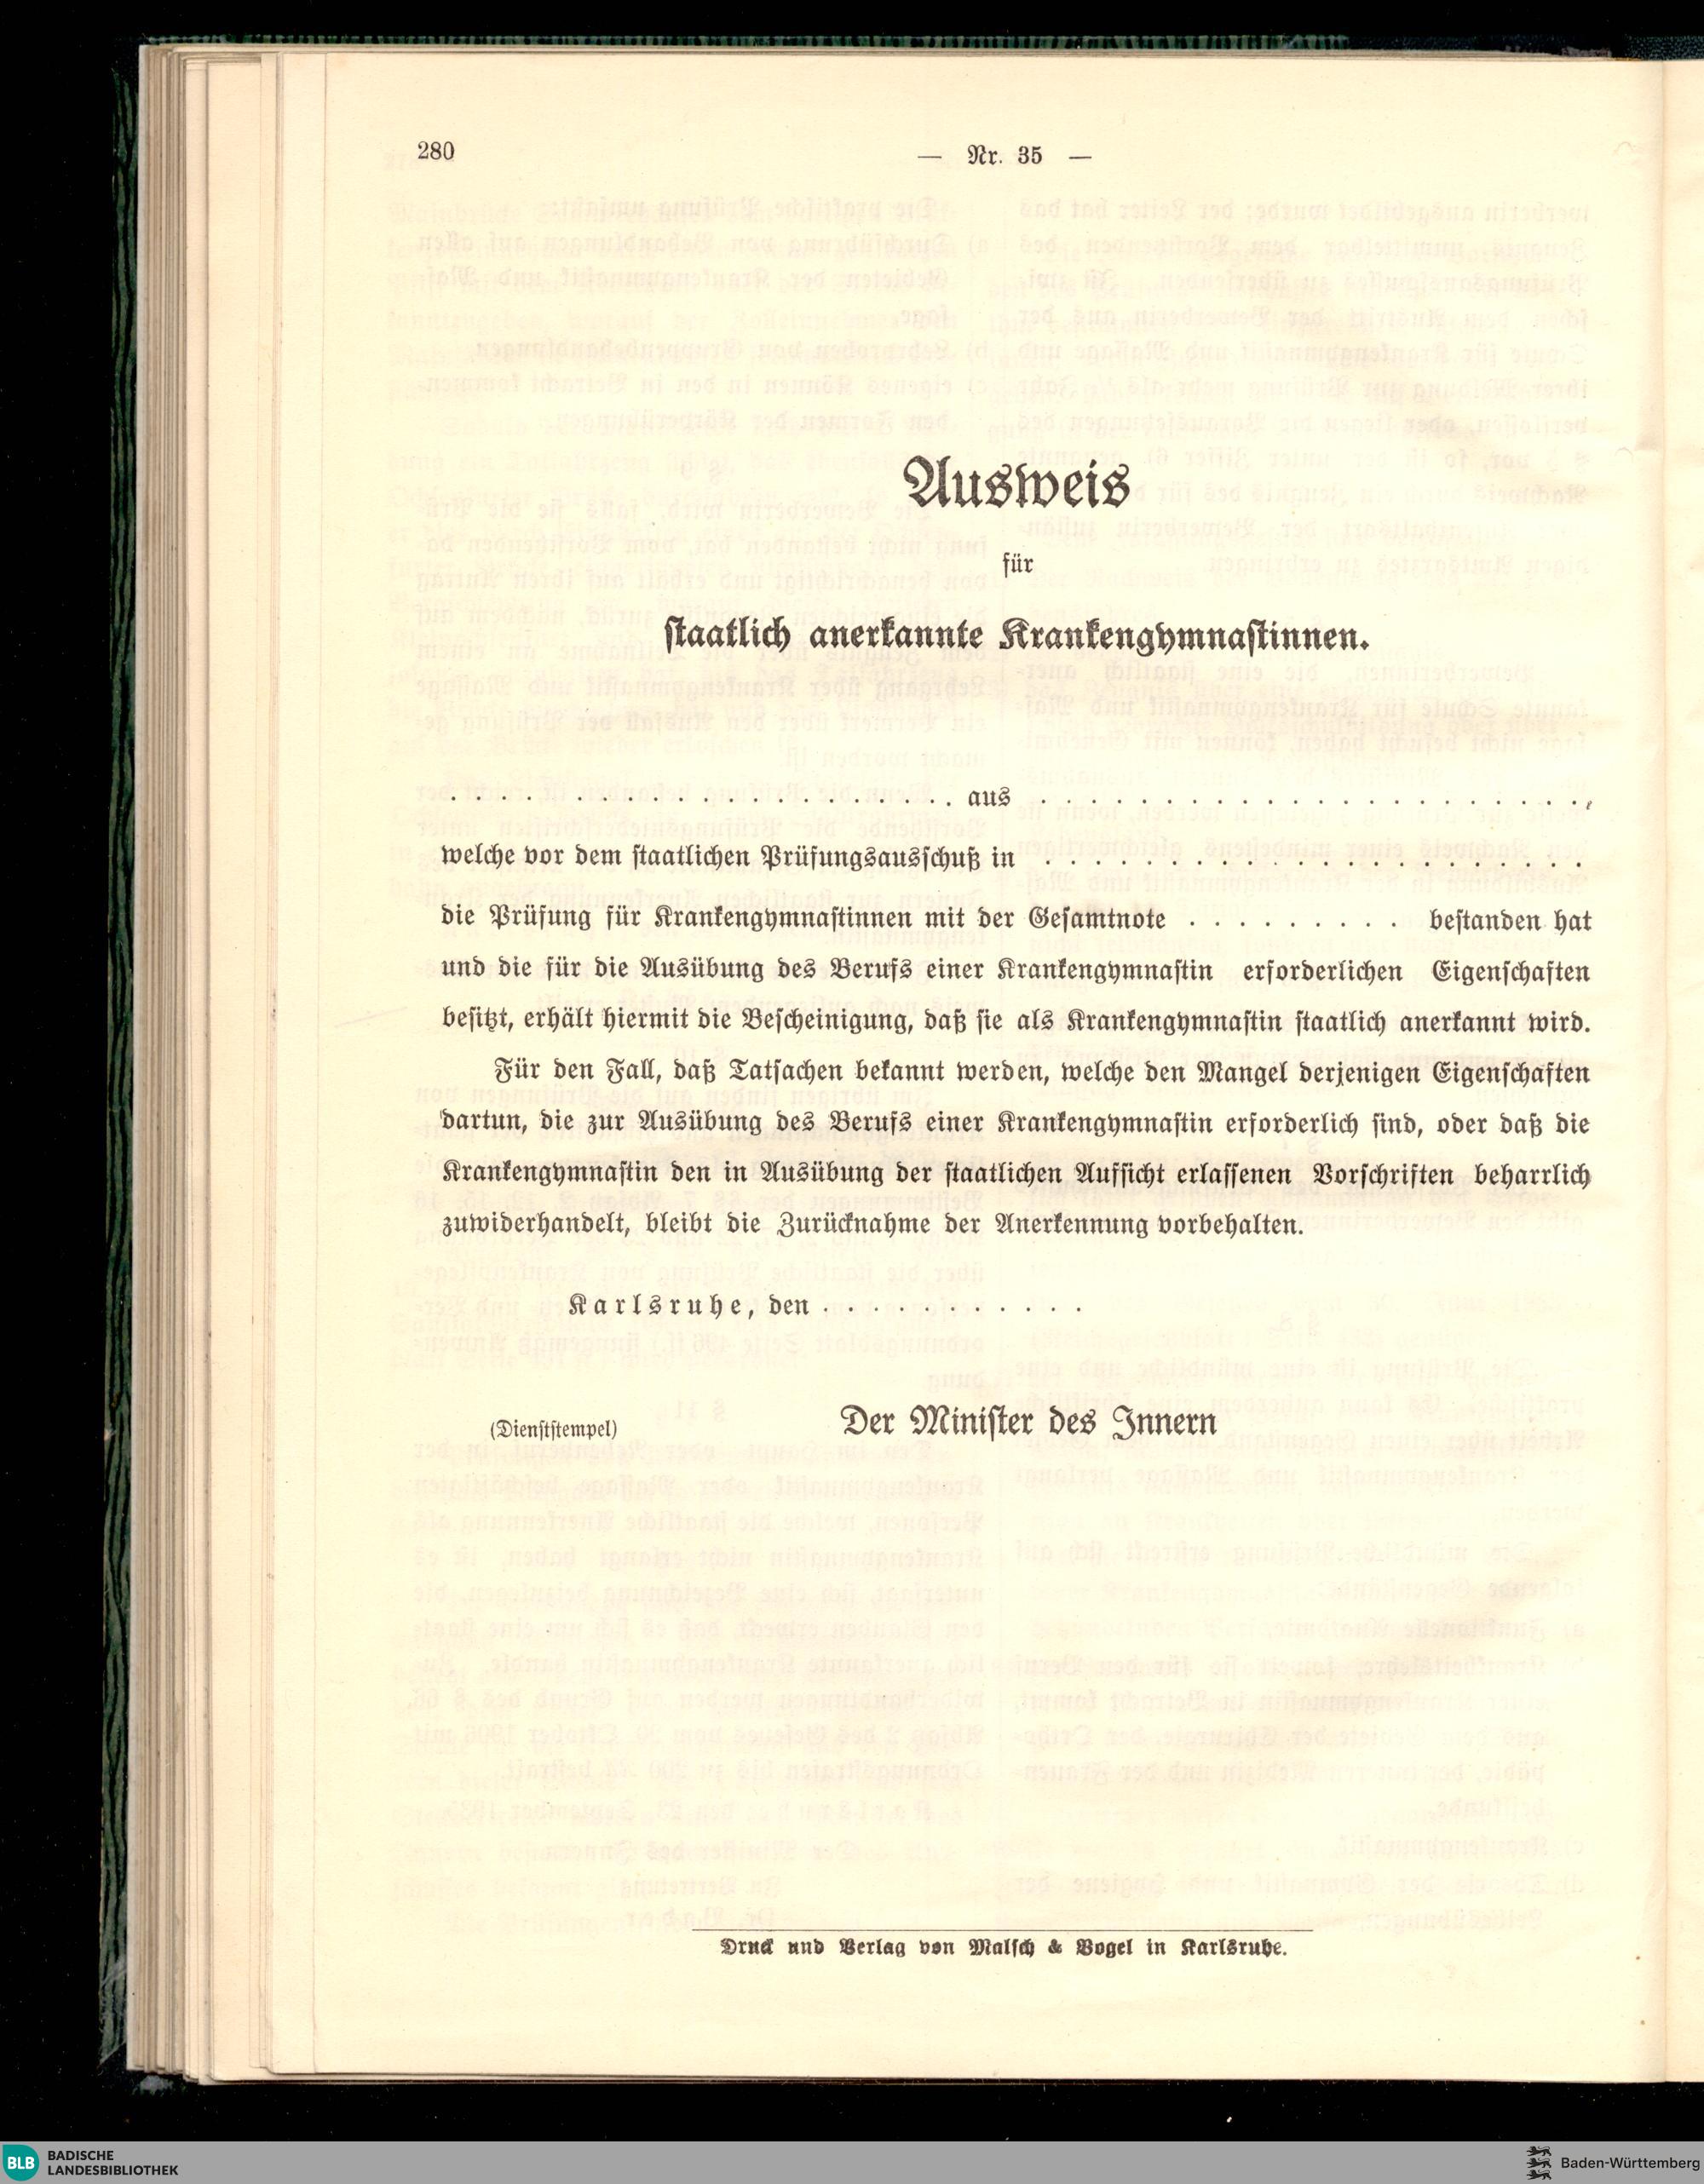 280
— Nr. 35 —
Ausweis
für
staatlich anerkannte Krankengymnastinnen.
. . . . . . . . . . . . . . . . . . . . aus . . . . . . . . . . . . . . . . . . . . . . ,
welche vor dem staatlichen Prüfungsausschuß in . . . . . . . . . . . . . . . . . . . . . .
die Prüfung für Krankengymnastinnen mit der Gesamtnote . . . . . . . . . bestanden hat
und die für die Ausübung des Berufs einer Krankengymnastin erforderlichen Eigenschaften
besitzt, erhält hiermit die Bescheinigung, daß sie als Krankengymnastin staatlich anerkannt wird.
Für den Fall, daß Tatsachen bekannt werden, welche den Mangel derjenigen Eigenschaften
dartun, die zur Ausübung des Berufs einer Krankengymnastin erforderlich sind, oder daß die
Krankengymnastin den in Ausübung der staatlichen Aufsicht erlassenen Vorschriften beharrlich
zuwiderhandelt, bleibt die Zurücknahme der Anerkennung vorbehalten.
Karlsruhe, den . . . . . . . . . . .
(Dienststempel) Der Minister des Innern
Druck und Verlag von Malsch & Vogel in Karlsruhe.
BLB BADISCHE
LANDESBIBLIOTHEK
Baden-Württemberg